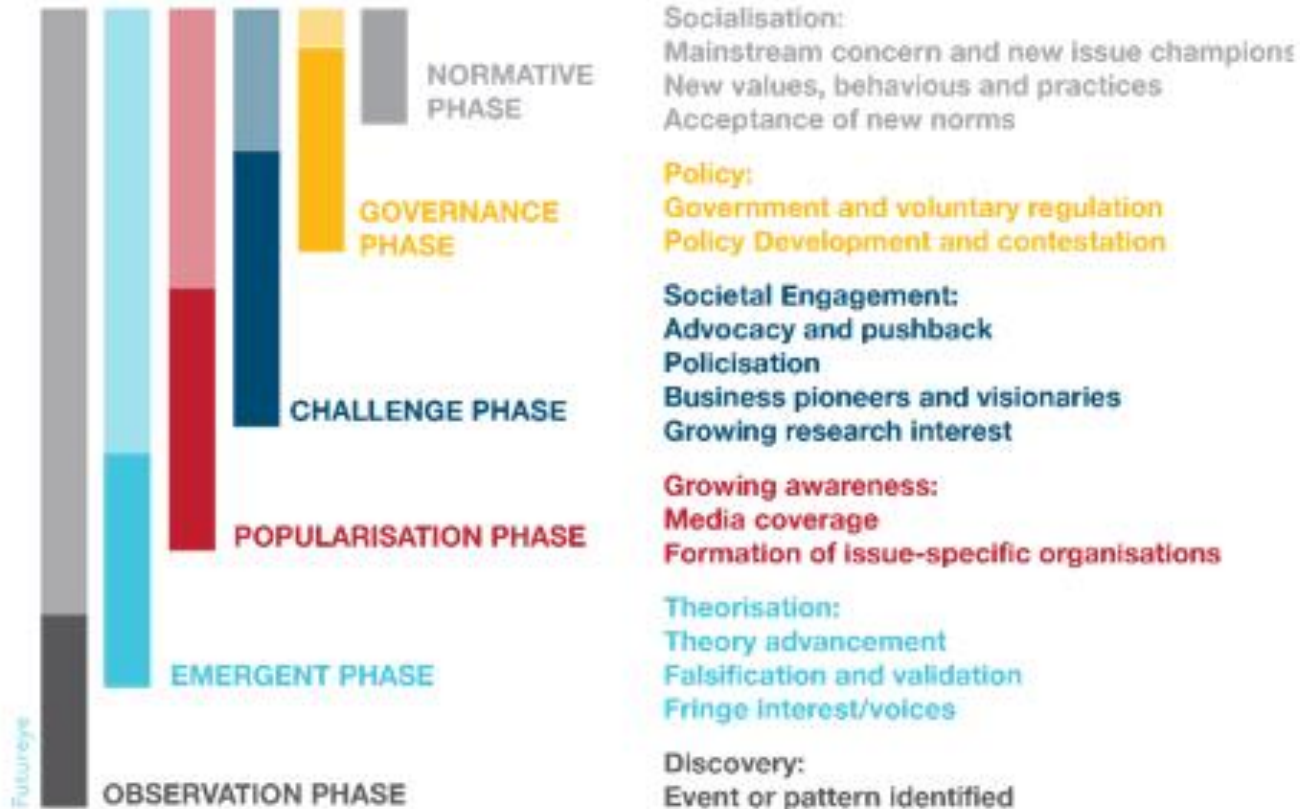 Socialisation:
Mainstream concern and new issue champions
New values, behavious and practices
Acceptance of new norms
NORMATIVE
PHASE
Policy:
Government and voluntary regulation
Policy Development and contestation
GOVERNANCE
PHASE
Societal Engagement:
Advocacy and pushback
Policisation
Business pioneers and visionaries
Growing research interest
CHALLENGE PHASE
Growing awareness:
Media coverage
Formation of issue-specific organisations
POPULARISATION PHASE
Theorisation:
Theory advancement
Falsification and validation
Fringe interest/voices
EMERGENT PHASE
Discovery:
Event or pattern identified
OBSERVATION PHASE
Futureye